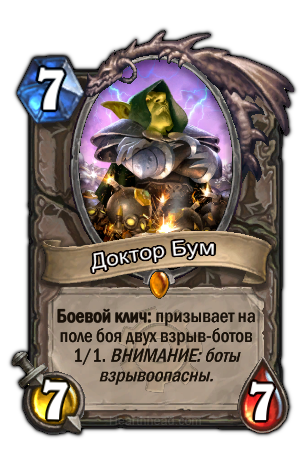 7
Доктор Бум
Боевой клич: призывает на
поле боя двух взрыв-ботов
1/1. ВНИМАНИЕ: боты
взрывоопасны.
7
7